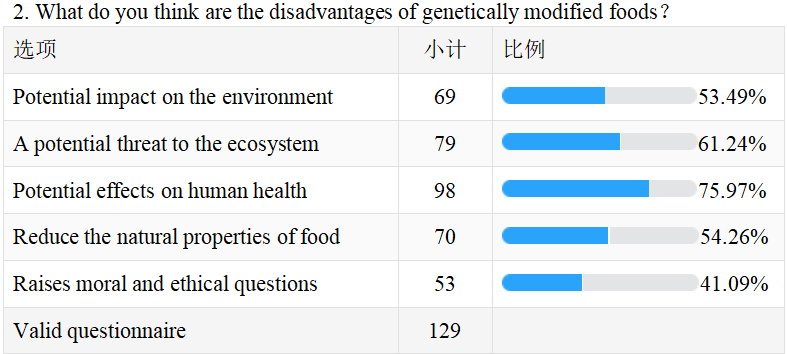 2. What do you think are the disadvantages of genetically modified foods？
选项 小计 比例
Potential impact on the environment 69 53.49%
A potential threat to the ecosystem 79 61.24%
Potential effects on human health 98 75.97%
Reduce the natural properties of food 70 54.26%
Raises moral and ethical questions 53 41.09%
Valid questionnaire 129